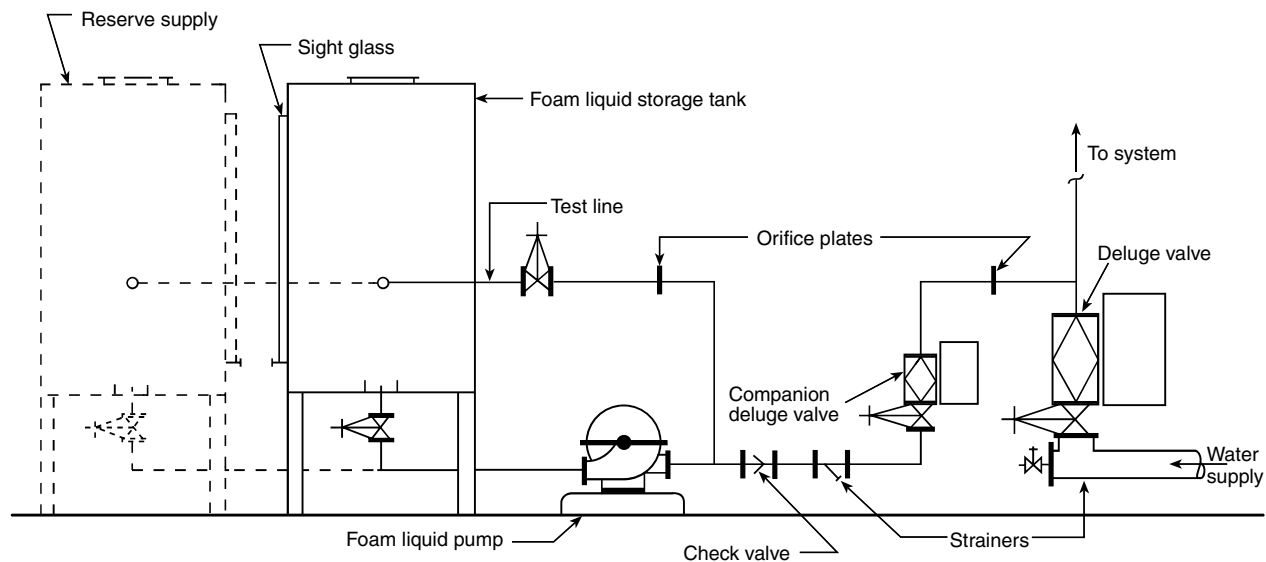 Reserve supply
Sight glass
Foam liquid storage tank
To system
Test line
Orifice plates
Deluge valve
Companion
deluge valve
Water
supply
Foam liquid pump
Check valve
Strainers